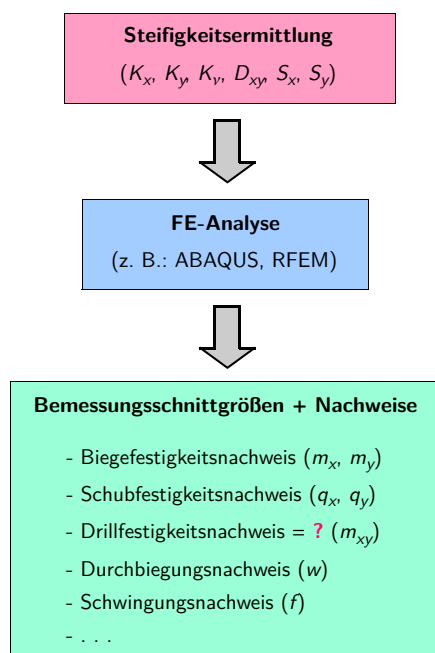 Steifigkeitsermittlung
(Kx, Ky, Kν, Dxy, Sx, Sy)
FE-Analyse
(z. B.: ABAQUS, RFEM)
Bemessungsschnittgrößen + Nachweise
- Biegefestigkeitsnachweis (mx, my)
- Schubfestigkeitsnachweis (qx, qy)
- Drillfestigkeitsnachweis = ? (mxy)
- Durchbiegungsnachweis (w)
- Schwingungsnachweis (f)
- . . .